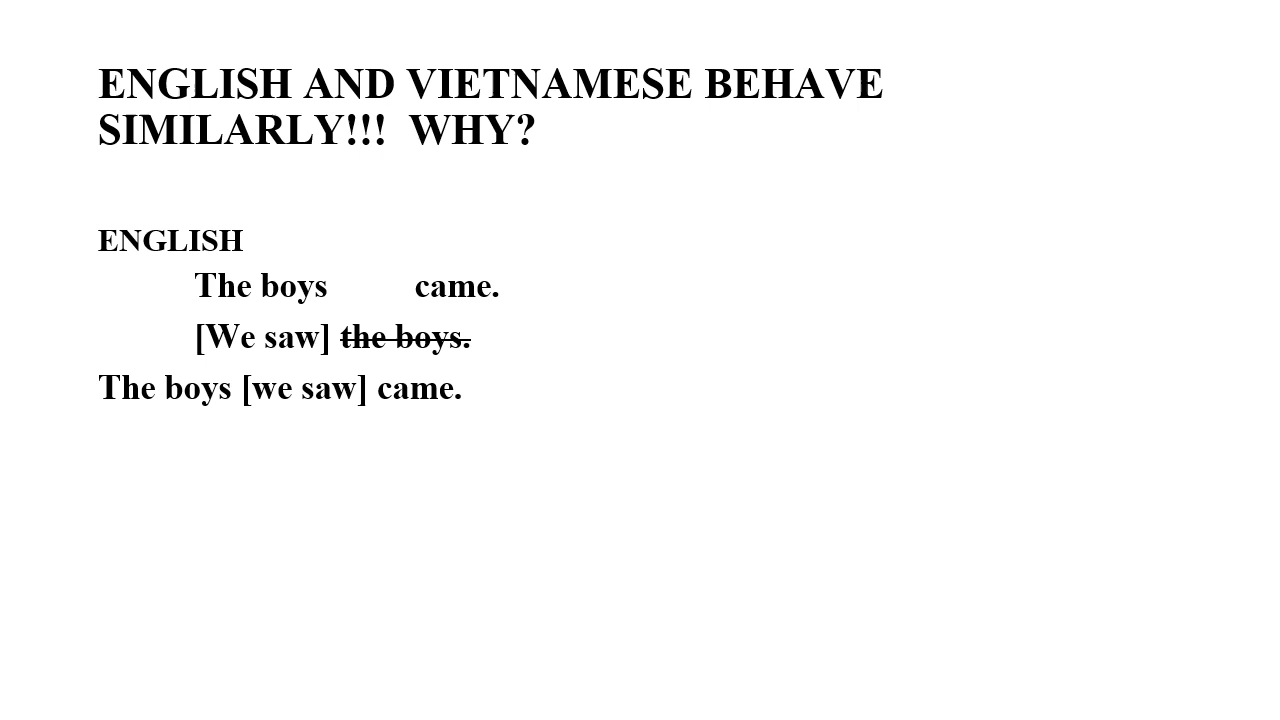 ENGLISH AND VIETNAMESE BEHAVE
SIMILARLY!!! WHY?
ENGLISH
The boys came.
[We saw] the boys.
The boys [we saw] came.